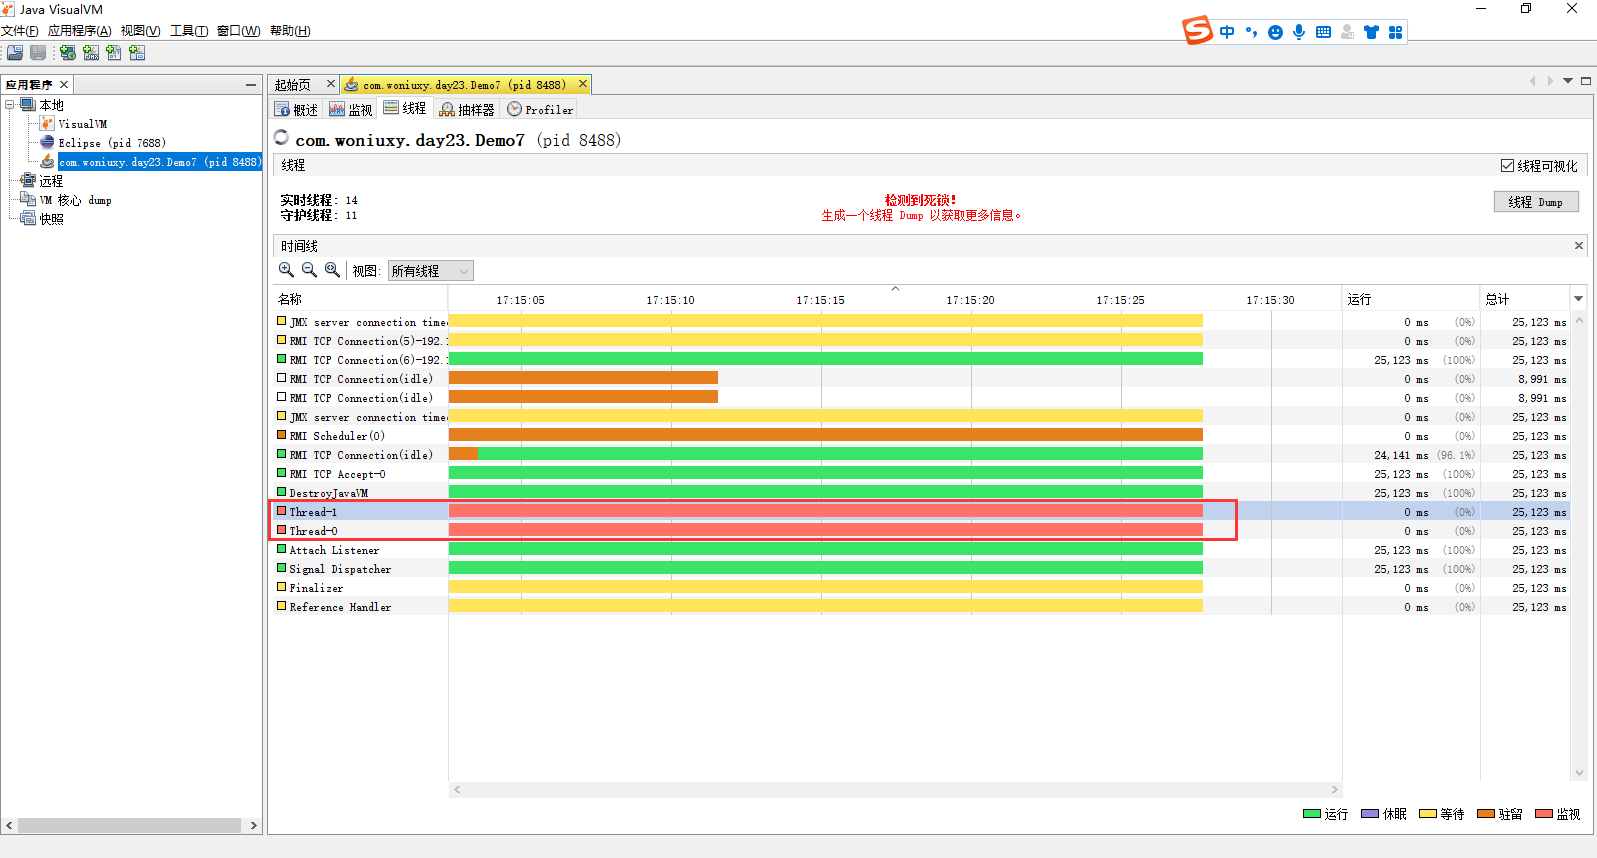 Java VisualVM
文件(F) 应用程序(A) 视图(V) 工具(T) 窗口(W) 帮助(H)
中
应用程序
本地
VisualVM
Eclipse (pid 7688)
com.woniuxy.day23.Demo7 (pid 8488)
远程
VM 核心 dump
快照
起始页 com.woniuxy.day23.Demo7 (pid 8488)
概述 监视 线程 抽样器 Profiler
com.woniuxy.day23.Demo7 (pid 8488)
线程 线程可视化
实时线程: 14
守护线程: 11
检测到死锁!
生成一个线程 Dump 以获取更多信息。
线程 Dump
时间线
视图: 所有线程
名称 17:15:05 17:15:10 17:15:15 17:15:20 17:15:25 17:15:30 运行 总计
JMX server connection time 0 ms (0%) 25,123 ms
RMI TCP Connection(5)-192. 0 ms (0%) 25,123 ms
RMI TCP Connection(6)-192. 25,123 ms (100%) 25,123 ms
RMI TCP Connection(idle) 0 ms (0%) 8,991 ms
RMI TCP Connection(idle) 0 ms (0%) 8,991 ms
JMX server connection time 0 ms (0%) 25,123 ms
RMI Scheduler(0) 0 ms (0%) 25,123 ms
RMI TCP Connection(idle) 24,141 ms (96.1%) 25,123 ms
RMI TCP Accept-0 25,123 ms (100%) 25,123 ms
DestroyJavaVM 25,123 ms (100%) 25,123 ms
Thread-1 0 ms (0%) 25,123 ms
Thread-0 0 ms (0%) 25,123 ms
Attach Listener 25,123 ms (100%) 25,123 ms
Signal Dispatcher 25,123 ms (100%) 25,123 ms
Finalizer 0 ms (0%) 25,123 ms
Reference Handler 0 ms (0%) 25,123 ms
运行 休眠 等待 驻留 监视